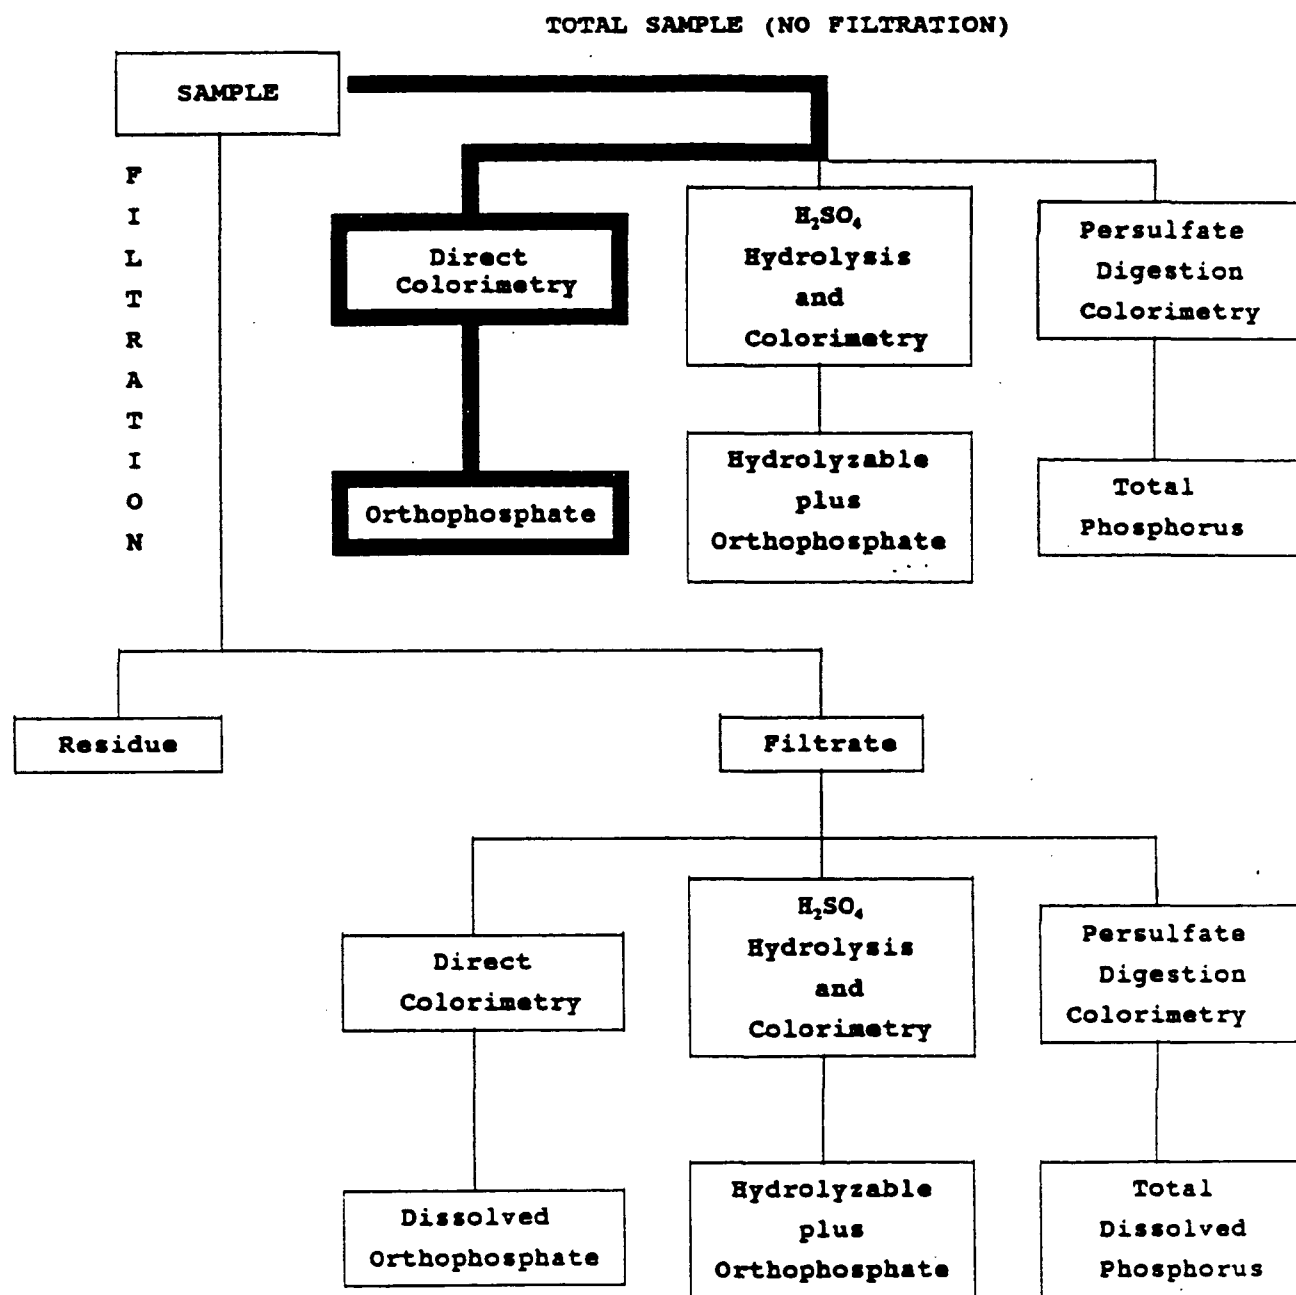 TOTAL SAMPLE (NO FILTRATION)
SAMPLE
FILTRATION
Direct
Colorimetry
Orthophosphate
H₂SO₄
Hydrolysis
and
Colorimetry
Hydrolyzable
plus
Orthophosphate
Persulfate
Digestion
Colorimetry
Total
Phosphorus
Residue
Filtrate
Direct
Colorimetry
Dissolved
Orthophosphate
H₂SO₄
Hydrolysis
and
Colorimetry
Hydrolyzable
plus
Orthophosphate
Persulfate
Digestion
Colorimetry
Total
Dissolved
Phosphorus